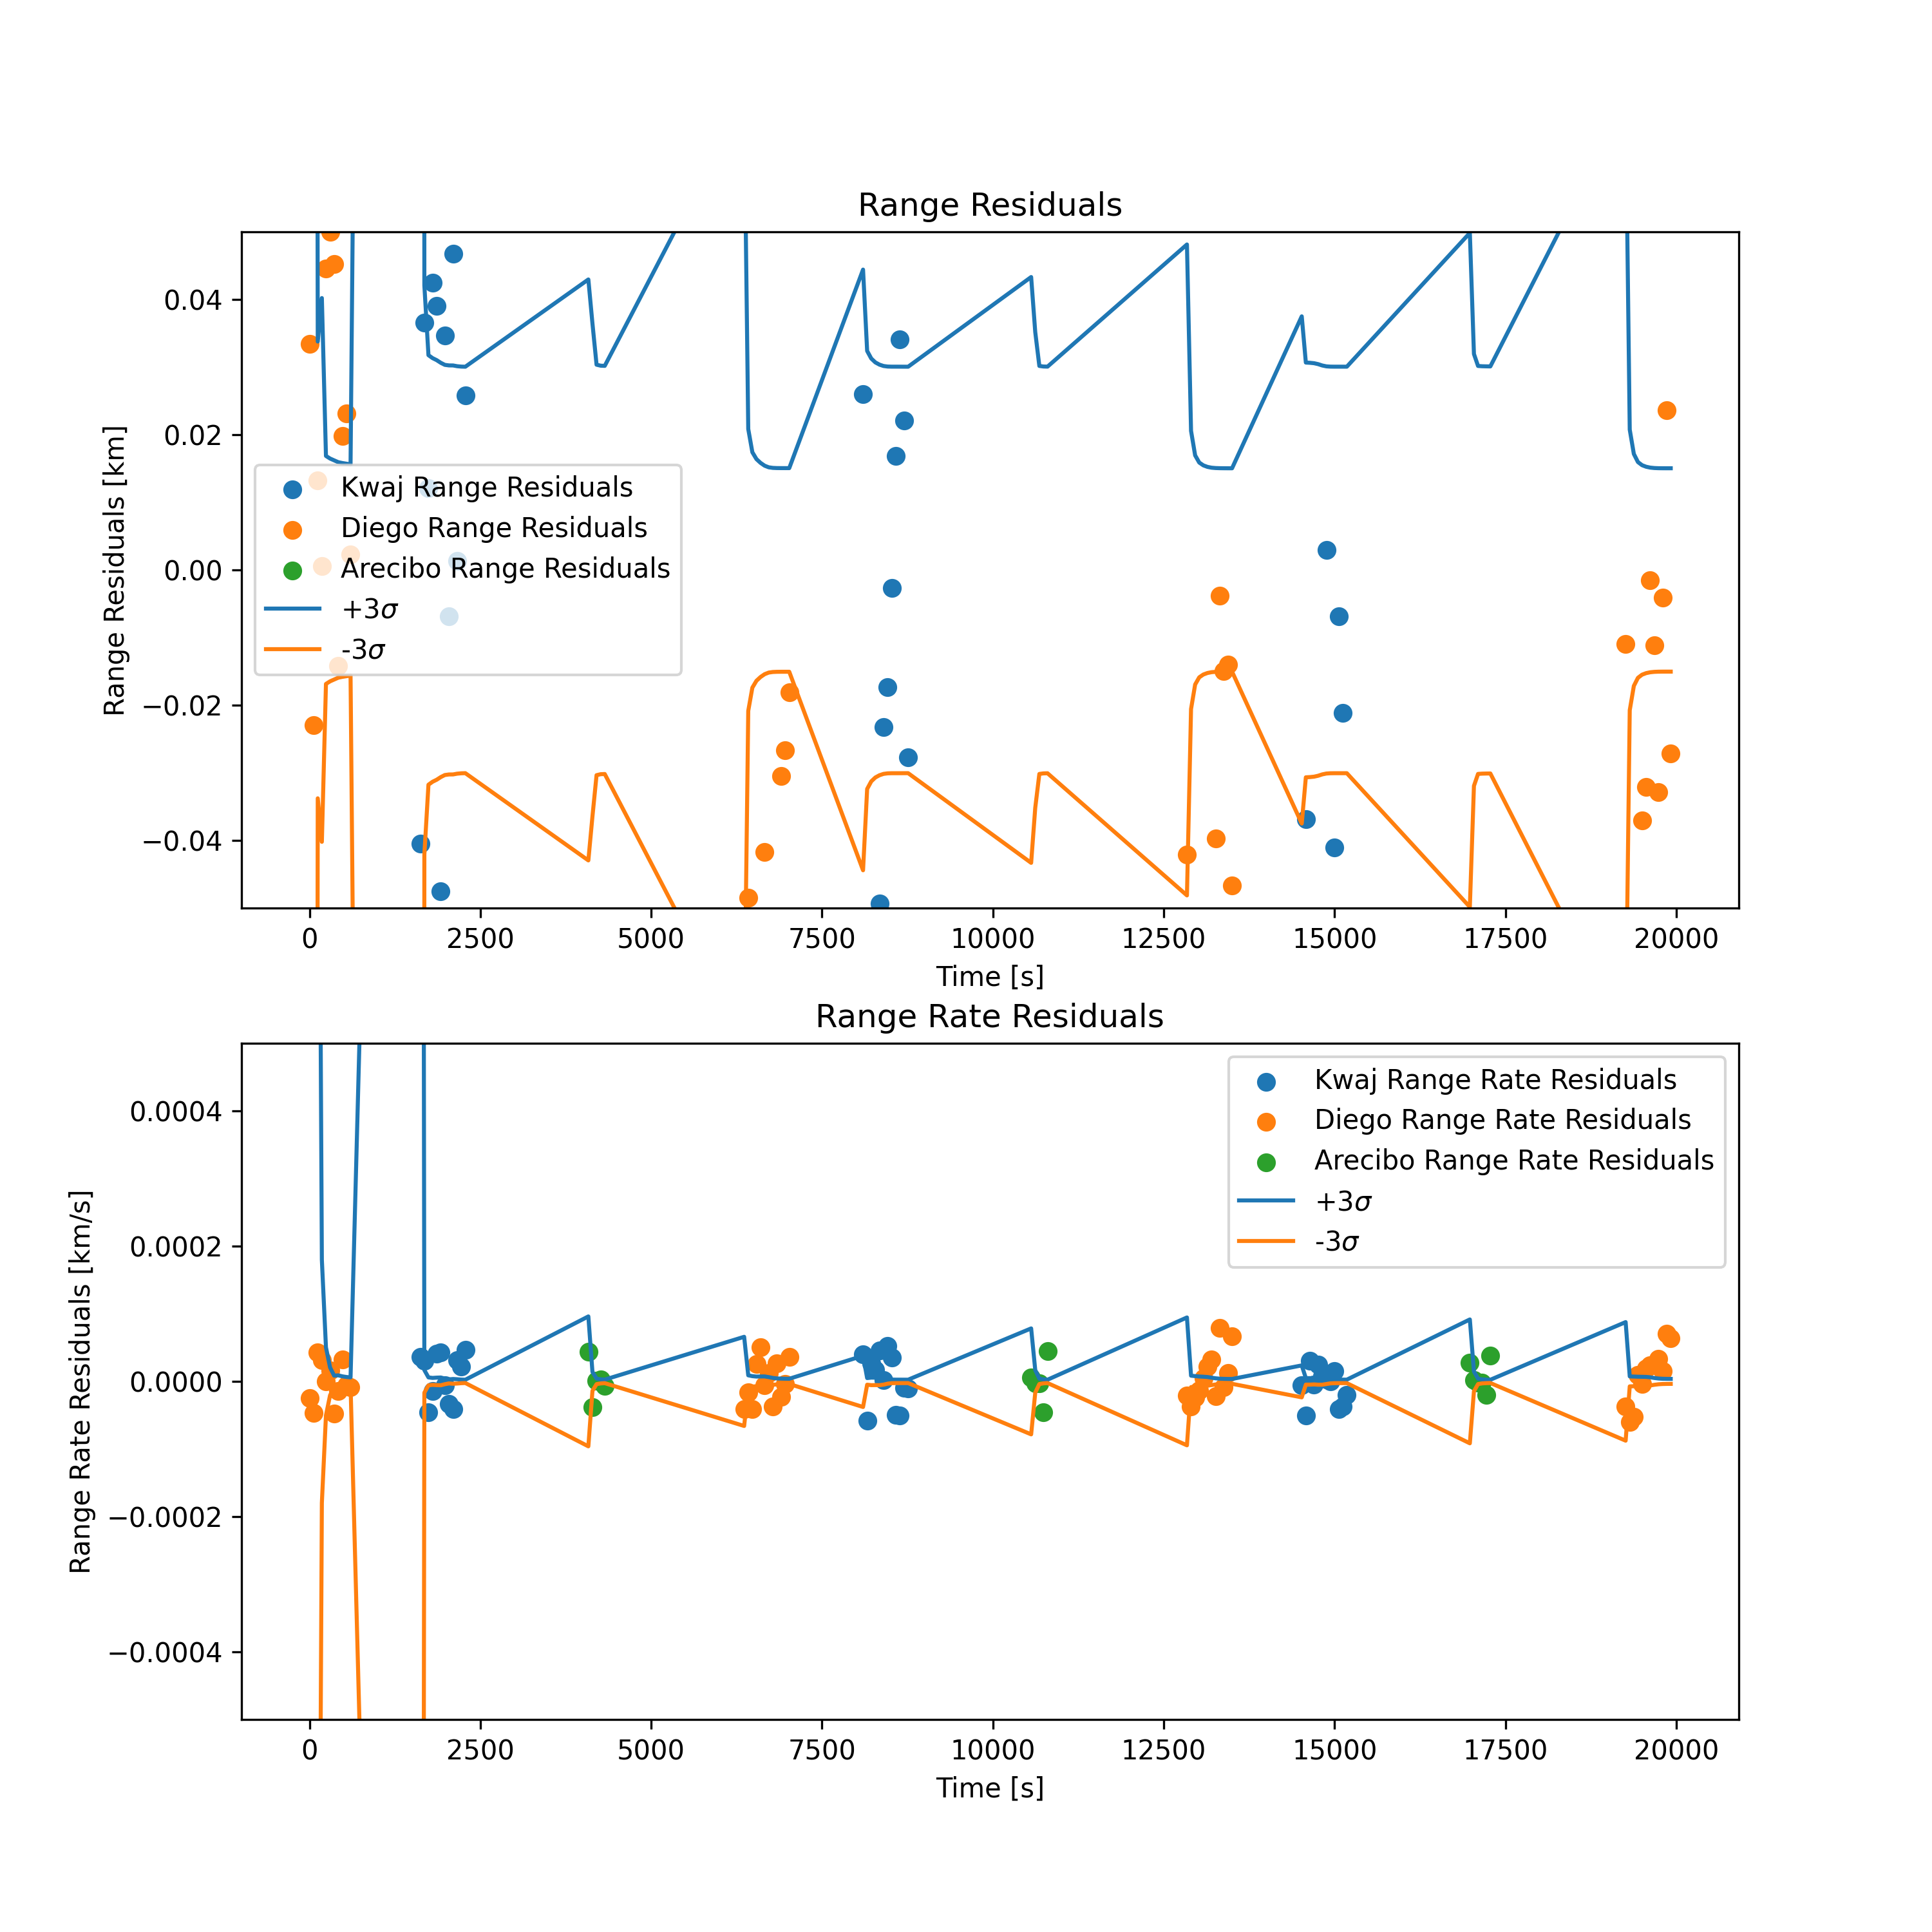 Range Residuals
0.04
0.02
0.00
−0.02
−0.04
Range Residuals [km]
Kwaj Range Residuals
Diego Range Residuals
Arecibo Range Residuals
+3σ
-3σ
0 2500 5000 7500 10000 12500 15000 17500 20000
Time [s]
Range Rate Residuals
0.0004
0.0002
0.0000
−0.0002
−0.0004
Range Rate Residuals [km/s]
Kwaj Range Rate Residuals
Diego Range Rate Residuals
Arecibo Range Rate Residuals
+3σ
-3σ
0 2500 5000 7500 10000 12500 15000 17500 20000
Time [s]